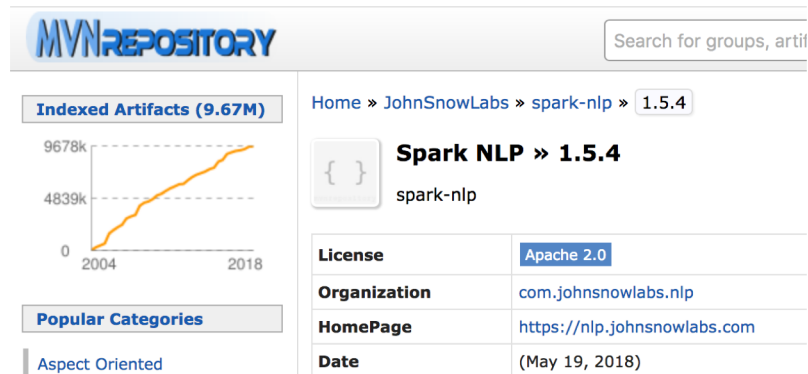 MVNREPOSITORY
Search for groups, artif
Indexed Artifacts (9.67M)
9678k
4839k
0
2004
2018
Popular Categories
Aspect Oriented
Home » JohnSnowLabs » spark-nlp » 1.5.4
{ }
Spark NLP » 1.5.4
spark-nlp
License Apache 2.0
Organization com.johnsnowlabs.nlp
HomePage https://nlp.johnsnowlabs.com
Date (May 19, 2018)